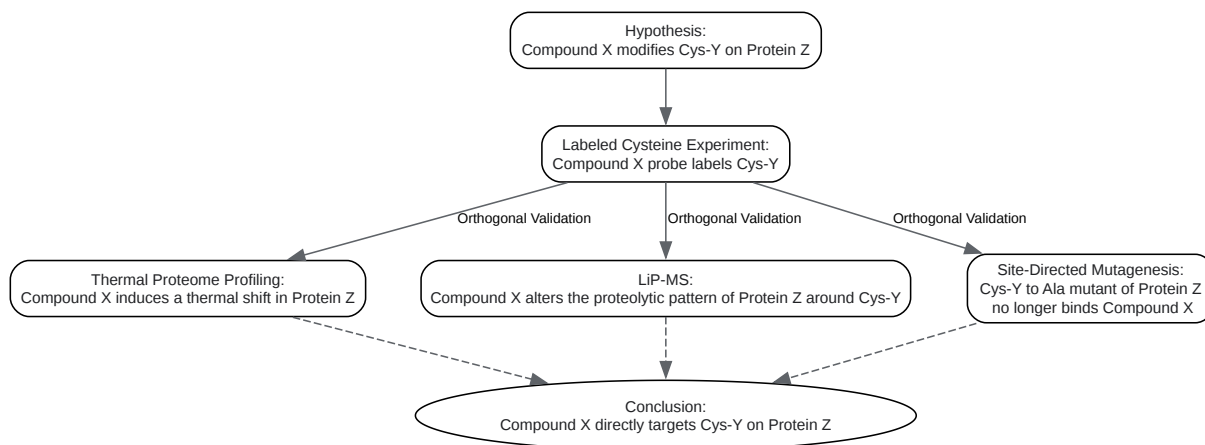 Hypothesis:
Compound X modifies Cys-Y on Protein Z
Labeled Cysteine Experiment:
Compound X probe labels Cys-Y
Orthogonal Validation
Orthogonal Validation
Orthogonal Validation
Thermal Proteome Profiling:
Compound X induces a thermal shift in Protein Z
LiP-MS:
Compound X alters the proteolytic pattern of Protein Z around Cys-Y
Site-Directed Mutagenesis:
Cys-Y to Ala mutant of Protein Z
no longer binds Compound X
Conclusion:
Compound X directly targets Cys-Y on Protein Z